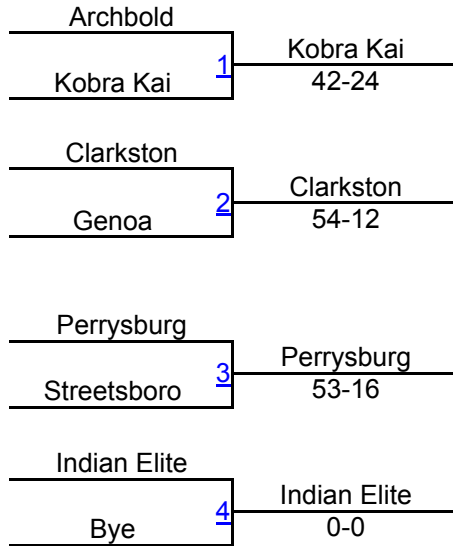 Archbold
1
Kobra Kai
Kobra Kai
42-24
Clarkston
2
Clarkston
Genoa
54-12
Perrysburg
3
Perrysburg
Streetsboro
53-16
Indian Elite
4
Indian Elite
Bye
0-0